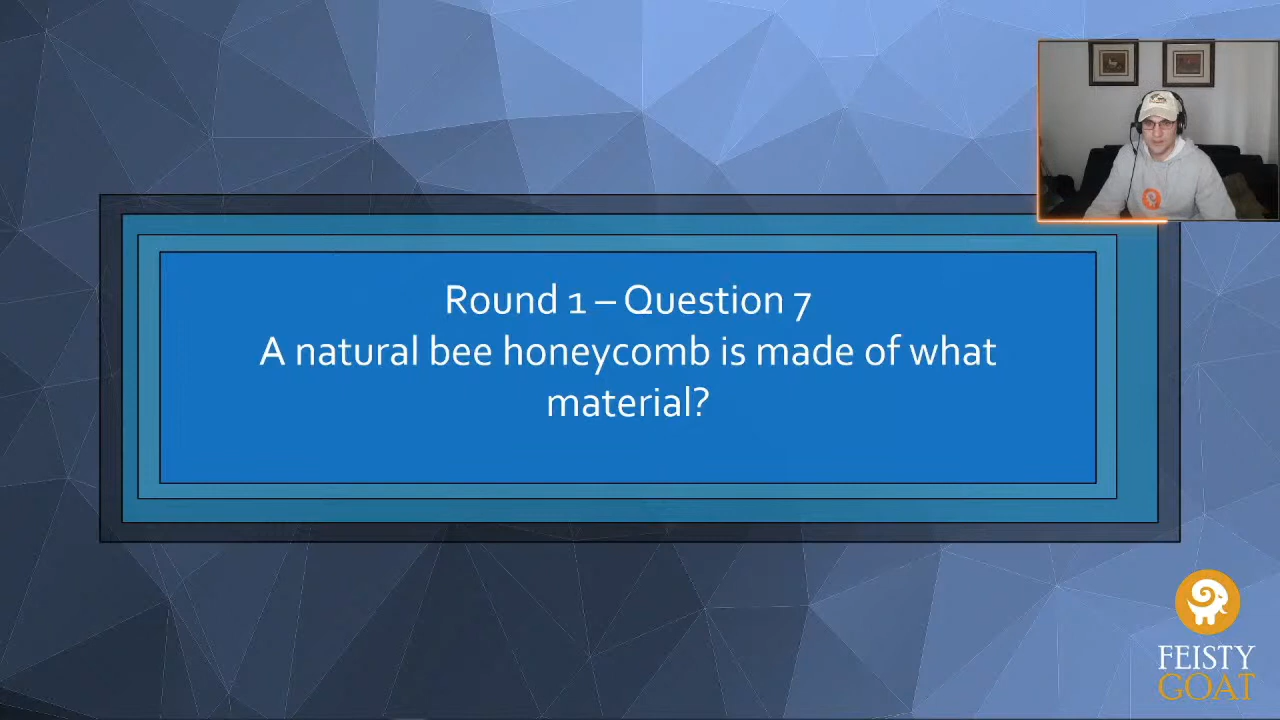 Round 1 – Question 7
A natural bee honeycomb is made of what
material?
FEISTY
GOAT